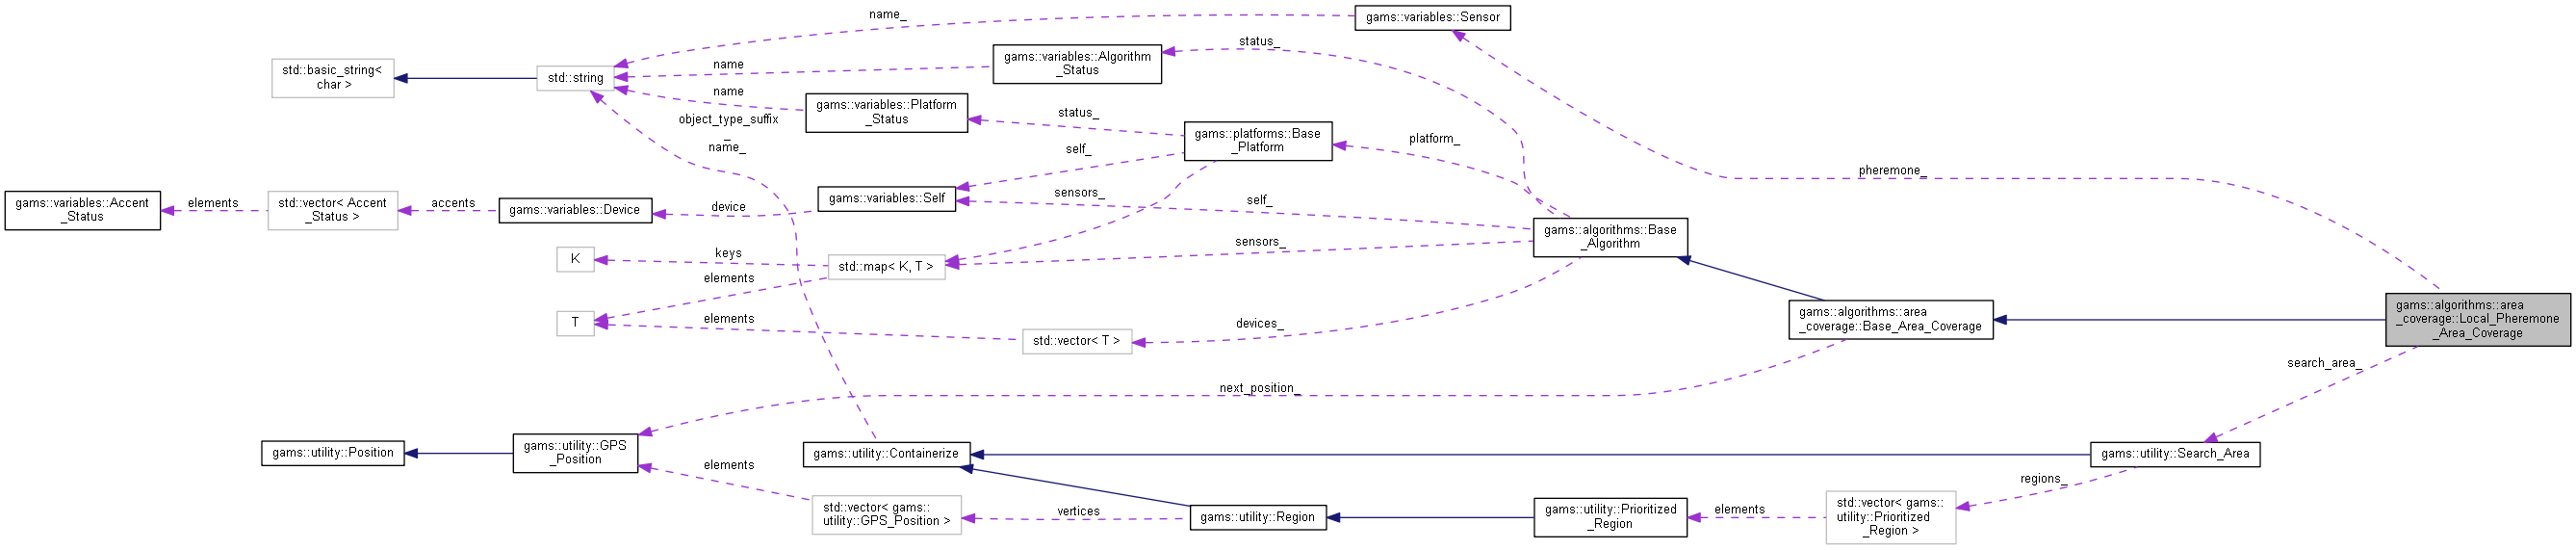 name_
gams::variables::Sensor
status_
gams::variables::Algorithm
_Status
name
std::basic_string<
char >
std::string
name
gams::variables::Platform
_Status
status_
object_type_suffix
_
name_
gams::platforms::Base
_Platform
platform_
self_
pheremone_
gams::variables::Accent
_Status
elements
std::vector< Accent
_Status >
accents
gams::variables::Device
device
gams::variables::Self
sensors_
self_
gams::algorithms::Base
_Algorithm
sensors_
K
keys
std::map< K, T >
elements
T
elements
std::vector< T >
devices_
gams::algorithms::area
_coverage::Base_Area_Coverage
gams::algorithms::area
_coverage::Local_Pheremone
_Area_Coverage
search_area_
next_position_
gams::utility::Position
gams::utility::GPS
_Position
gams::utility::Containerize
gams::utility::Search_Area
elements
regions_
std::vector< gams::
utility::GPS_Position >
vertices
gams::utility::Region
gams::utility::Prioritized
_Region
elements
std::vector< gams::
utility::Prioritized
_Region >